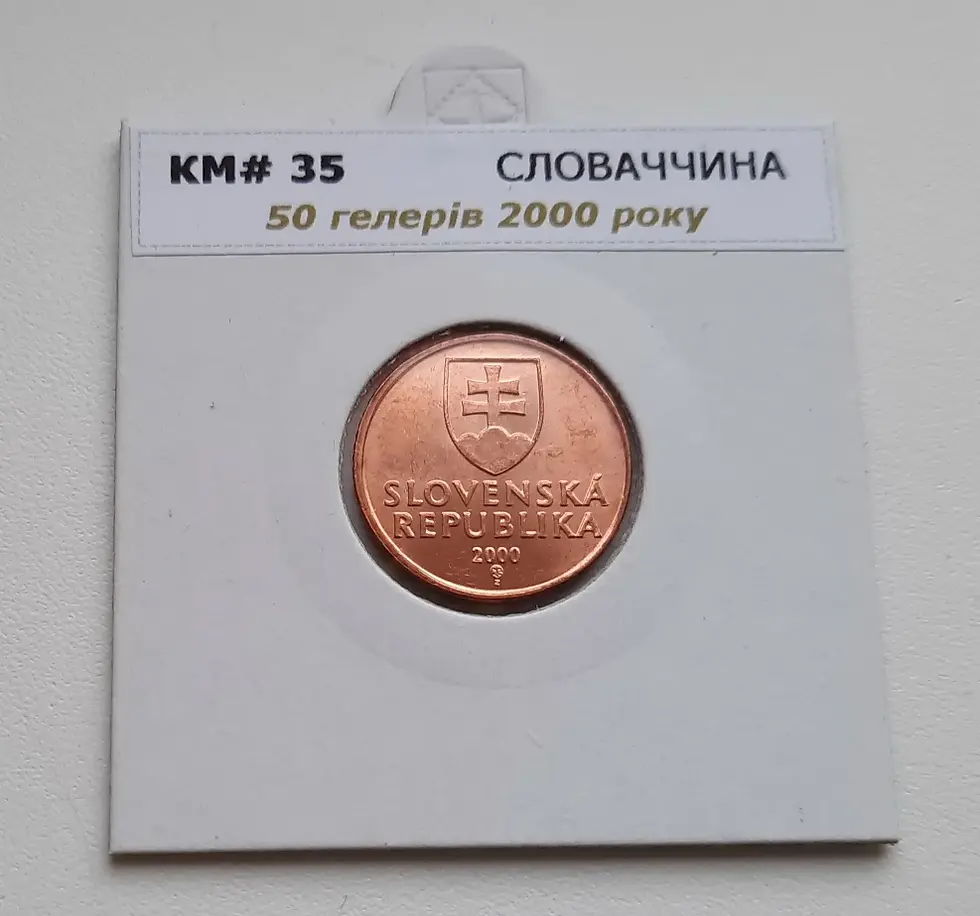 KM# 35 СЛОВАЧЧИНА
50 гелерів 2000 року
SLOVENSKÁ
REPUBLIKA
2000